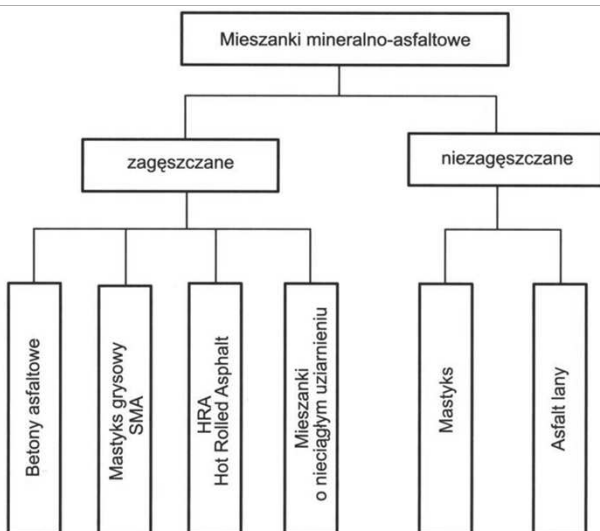 Mieszanki mineralno-asfaltowe
zagęszczane
niezagęszczane
Betony asfaltowe
Mastyks grysowy
SMA
HRA
Hot Rolled Asphalt
Mieszanki
o nieciągłym uziarnieniu
Mastyks
Asfalt lany